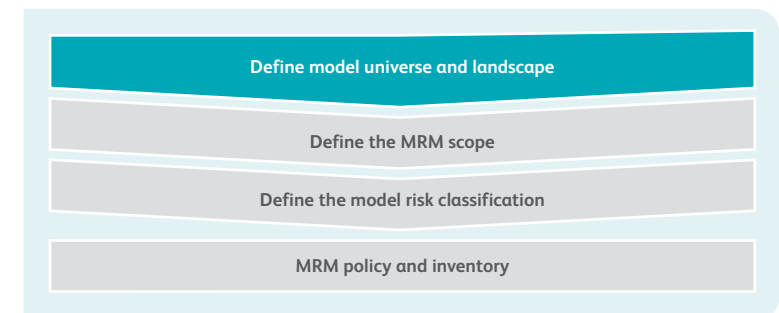 Define model universe and landscape
Define the MRM scope
Define the model risk classification
MRM policy and inventory